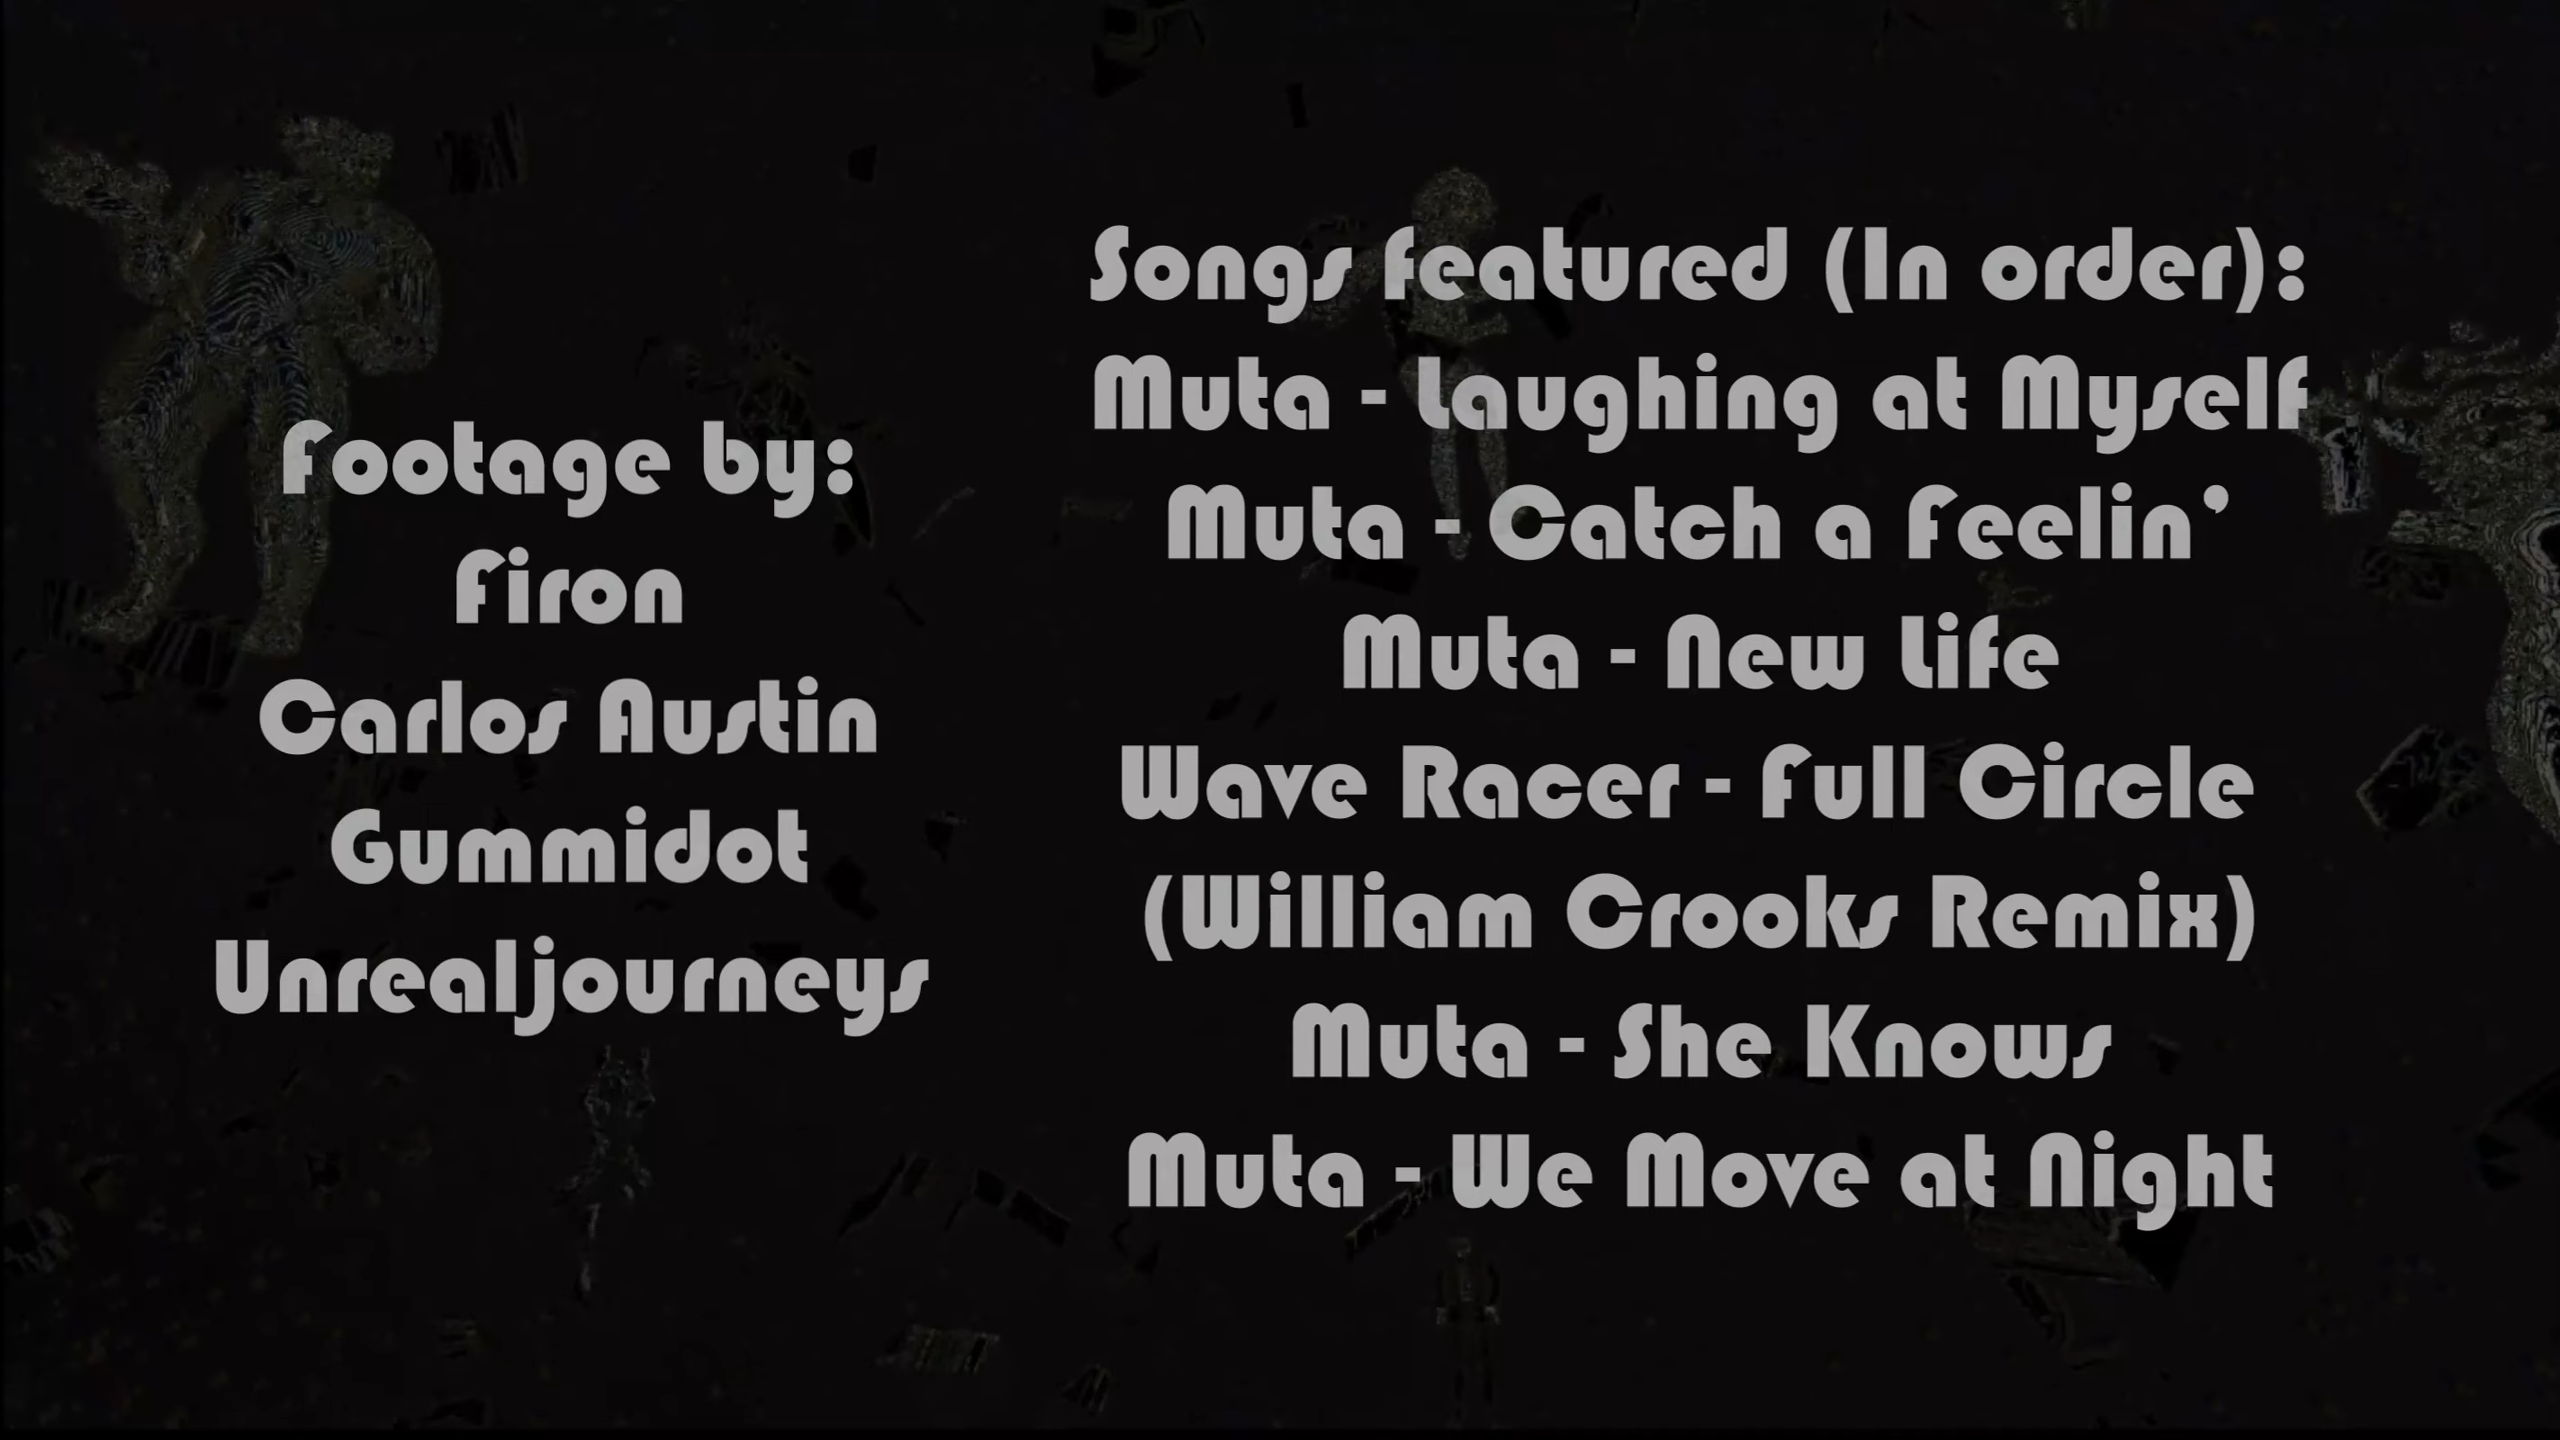 Footage by:
Firon
Carlos Austin
Gummidot
Unrealjourneys
Songs featured (In order):
Muta - Laughing at Myself
Muta - Catch a Feelin’
Muta - New Life
Wave Racer - Full Circle
(William Crooks Remix)
Muta - She Knows
Muta - We Move at Night